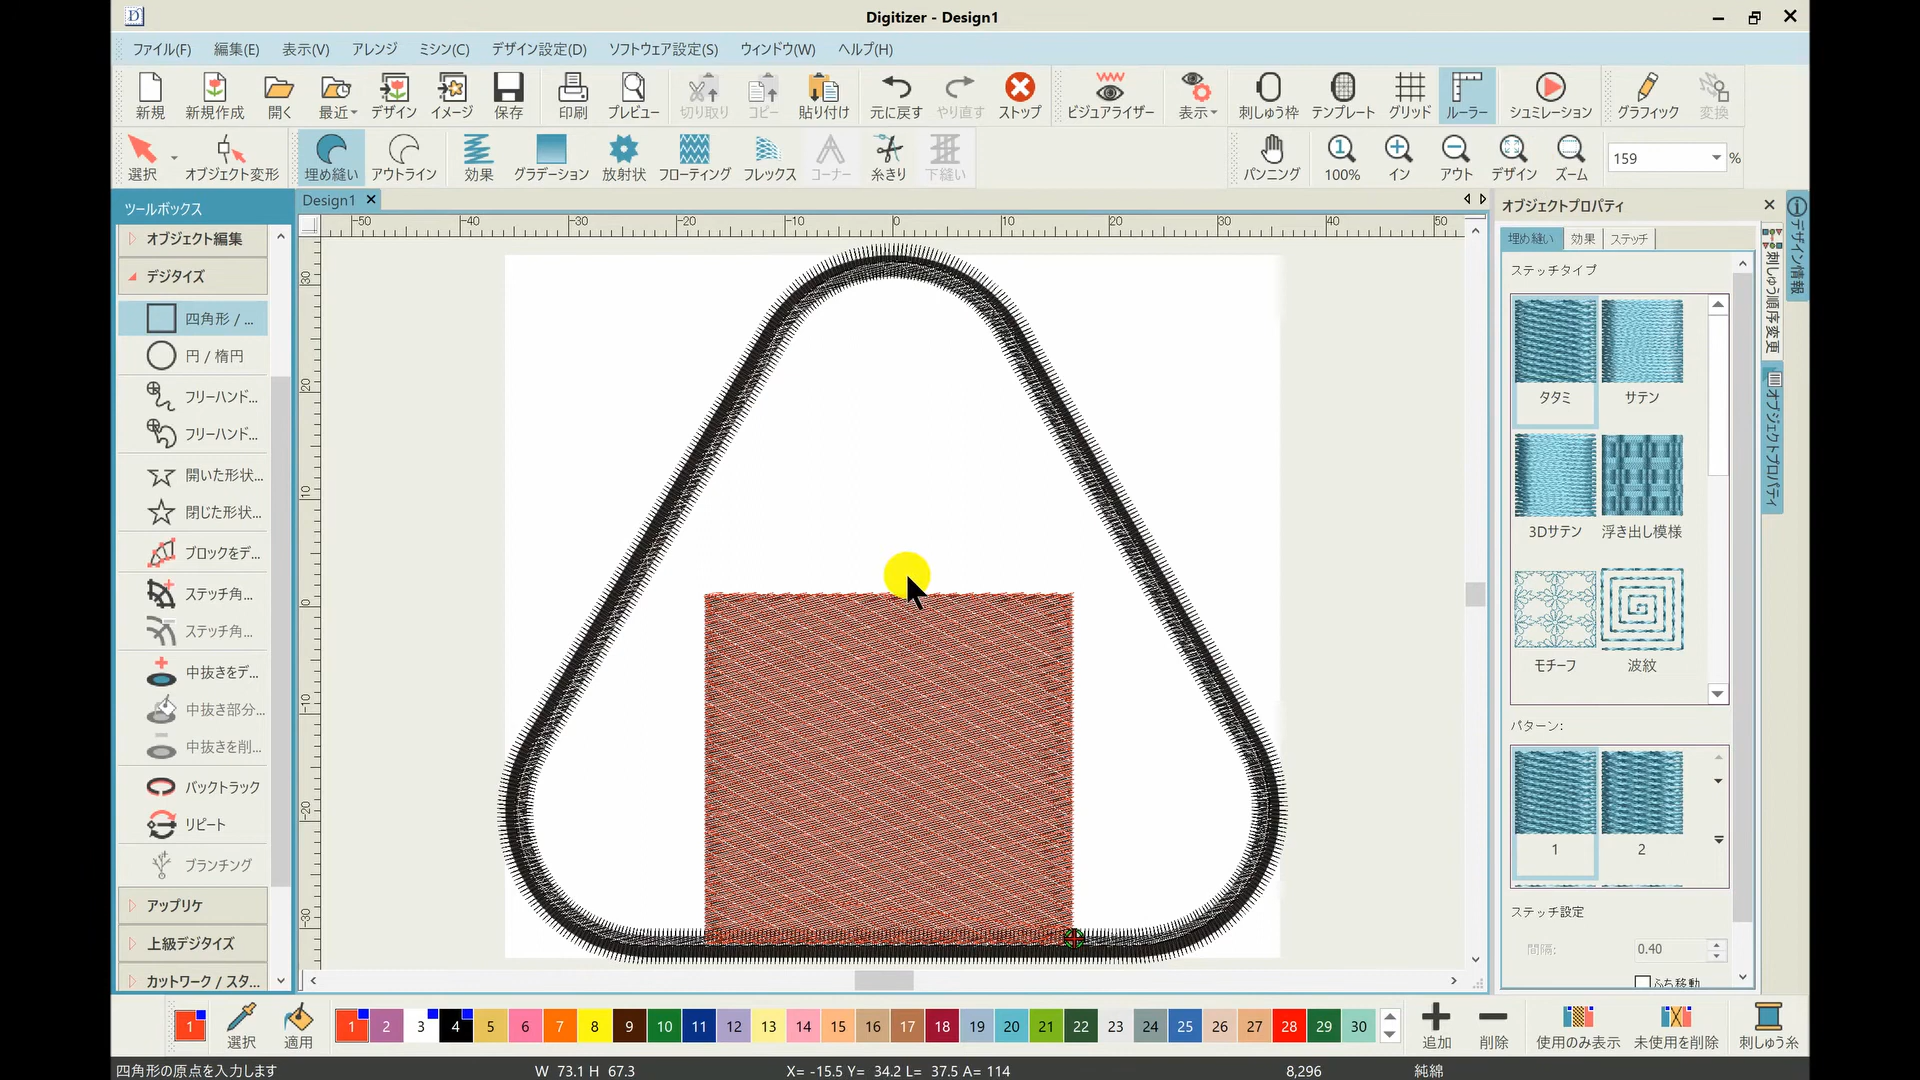 Digitizer - Design1
ファイル(F) 編集(E) 表示(V) アレンジ ミシン(C) デザイン設定(D) ソフトウェア設定(S) ウィンドウ(W) ヘルプ(H)
新規 新規作成 開く 最近 デザイン イメージ 保存 印刷 プレビュー 切り取り コピー 貼り付け 元に戻す やり直す ストップ ビジュアライザー 表示 刺しゅう枠 テンプレート グリッド ルーラー シュミレーション グラフィック 変換
選択 オブジェクト変形 埋め縫い アウトライン 効果 グラデーション 放射状 フローティング フレックス コーナー 糸きり 下縫い パンニング 100% イン アウト デザイン ズーム 159 %
ツールボックス
オブジェクト編集
デジタイズ
四角形 / ...
円 / 楕円
フリーハンド...
フリーハンド...
開いた形状...
閉じた形状...
ブロックをデ...
ステッチ角...
ステッチ角...
中抜きをデ...
中抜き部分...
中抜きを削...
バックトラック
リピート
ブランチング
アップリケ
上級デジタイズ
カットワーク / スタ...
Design1
-50 -40 -30 -20 -10 0 10 20 30 40 50
30
20
10
0
-10
-20
-30
オブジェクトプロパティ
埋め縫い 効果 ステッチ
ステッチタイプ
タタミ サテン
3Dサテン 浮き出し模様
モチーフ 波紋
パターン:
1 2
ステッチ設定
間隔: 0.40
ふち移動
デザイン情報
刺しゅう順序変更
オブジェクトプロパティ
1 選択 適用 1 2 3 4 5 6 7 8 9 10 11 12 13 14 15 16 17 18 19 20 21 22 23 24 25 26 27 28 29 30 追加 削除 使用のみ表示 未使用を削除 刺しゅう糸
四角形の原点を入力します W 73.1 H 67.3 X= -15.5 Y= 34.2 L= 37.5 A= 114 8,296 純綿